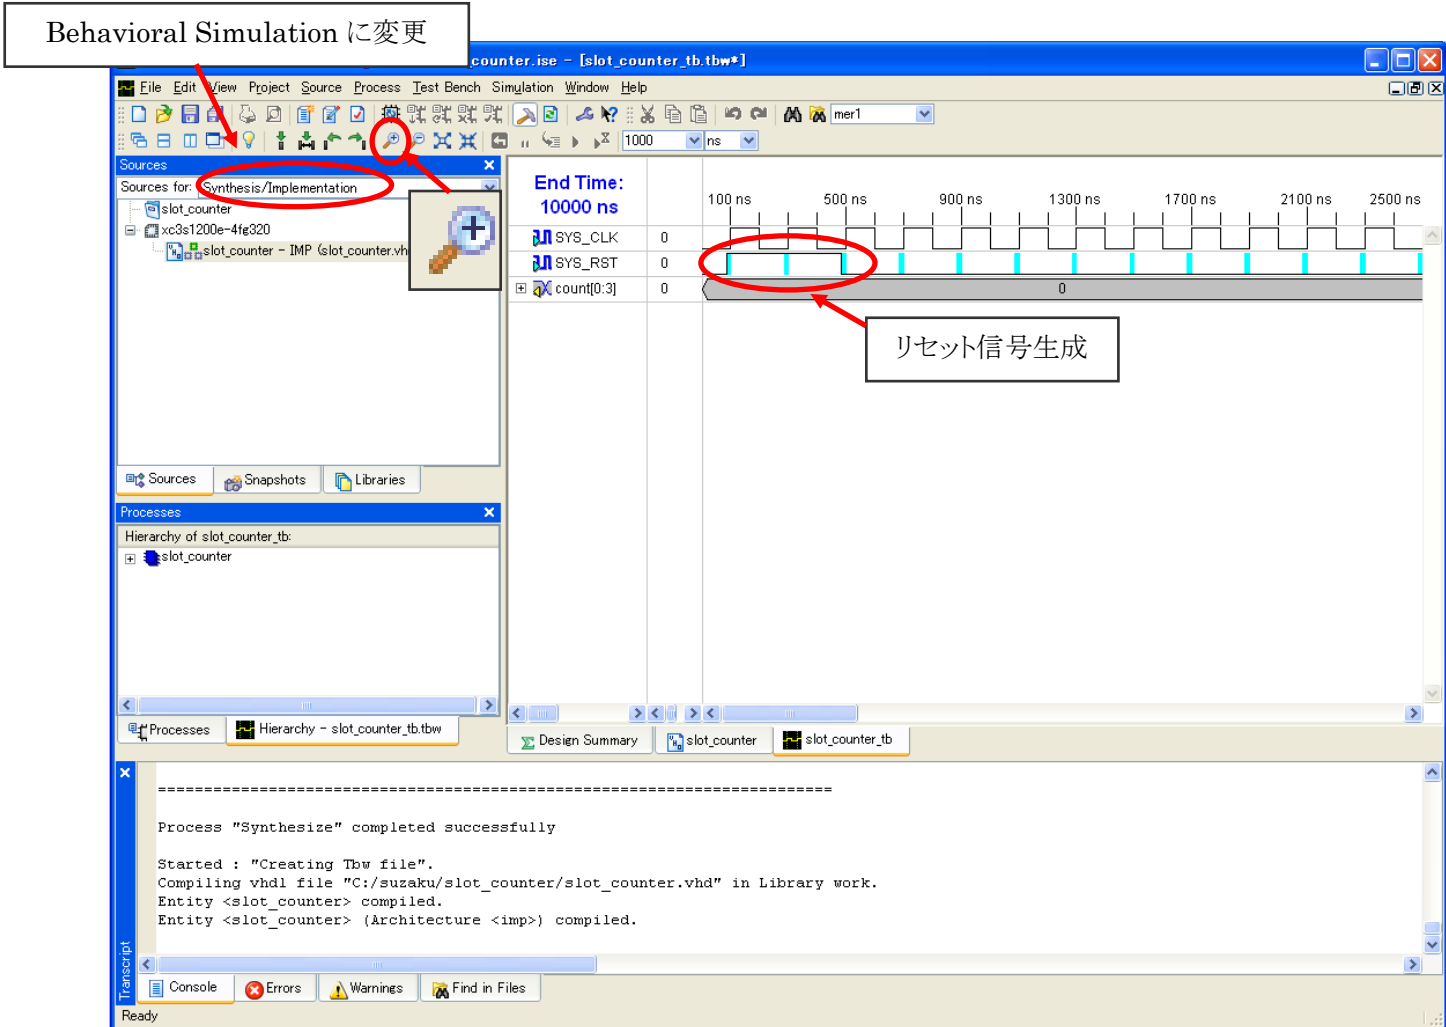 Behavioral Simulation に変更
counter.ise - [slot_counter_tb.tbw*]
File Edit View Project Source Process Test Bench Simulation Window Help
mer1
1000 ns
Sources
Sources for: Synthesis/Implementation
slot_counter
xc3s1200e-4fg320
slot_counter - IMP (slot_counter.vh
Sources Snapshots Libraries
Processes
Hierarchy of slot_counter_tb:
slot_counter
Processes Hierarchy - slot_counter_tb.tbw
End Time:
10000 ns
100 ns 500 ns 900 ns 1300 ns 1700 ns 2100 ns 2500 ns
SYS_CLK 0
SYS_RST 0
count[0:3] 0 0
リセット信号生成
Design Summary slot_counter slot_counter_tb
=========================================================================
Process "Synthesize" completed successfully
Started : "Creating Tbw file".
Compiling vhdl file "C:/suzaku/slot_counter/slot_counter.vhd" in Library work.
Entity <slot_counter> compiled.
Entity <slot_counter> (Architecture <imp>) compiled.
Transcript
Console Errors Warnings Find in Files
Ready